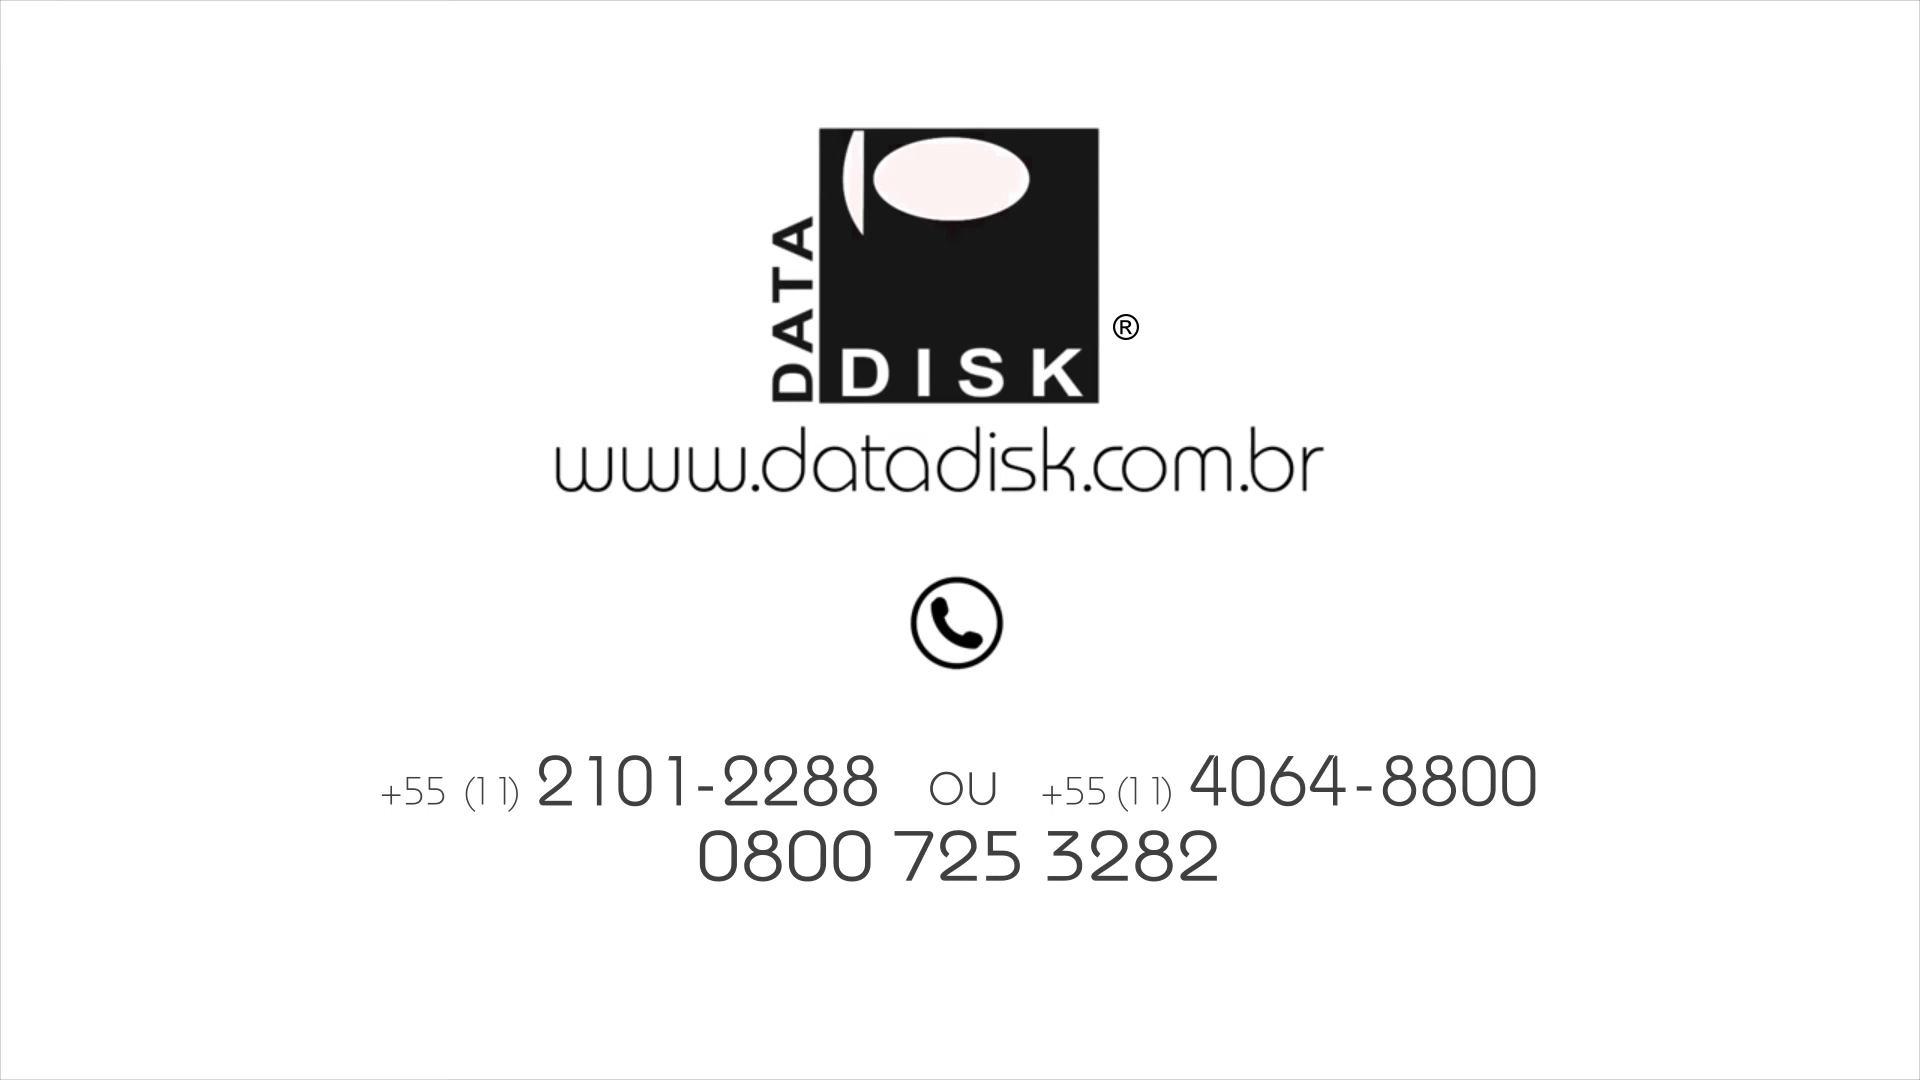 DATA
DISK
®
www.datadisk.com.br
+55 (11) 2101-2288 OU +55 (11) 4064-8800
0800 725 3282